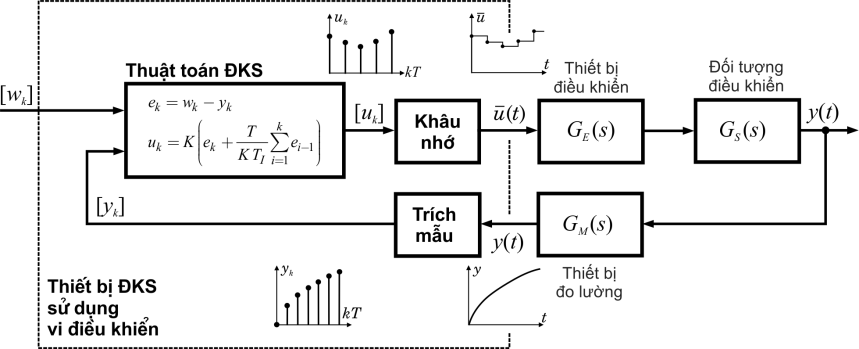 u_k
kT
ū
t
Thuật toán ĐKS
Thiết bị
điều khiển
Đối tượng
điều khiển
[w_k]
e_k = w_k − y_k
u_k = K(e_k + T/(K T_I) ∑_{i=1}^{k} e_{i−1})
[u_k]
Khâu
nhớ
ū(t)
G_E(s)
G_S(s)
y(t)
[y_k]
Trích
mẫu
y(t)
G_M(s)
Thiết bị
đo lường
y_k
kT
y
t
Thiết bị ĐKS
sử dụng
vi điều khiển